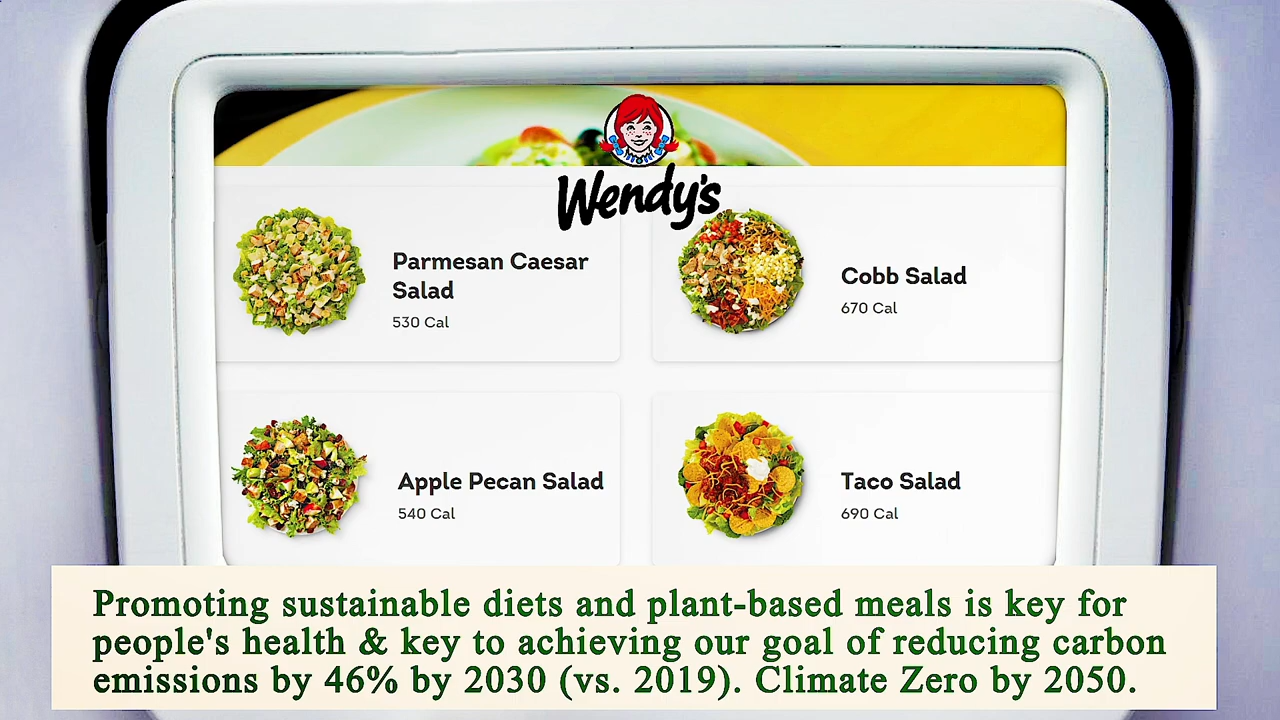 Wendy's
Parmesan Caesar
Salad
530 Cal
Cobb Salad
670 Cal
Apple Pecan Salad
540 Cal
Taco Salad
690 Cal
Promoting sustainable diets and plant-based meals is key for
people's health & key to achieving our goal of reducing carbon
emissions by 46% by 2030 (vs. 2019). Climate Zero by 2050.